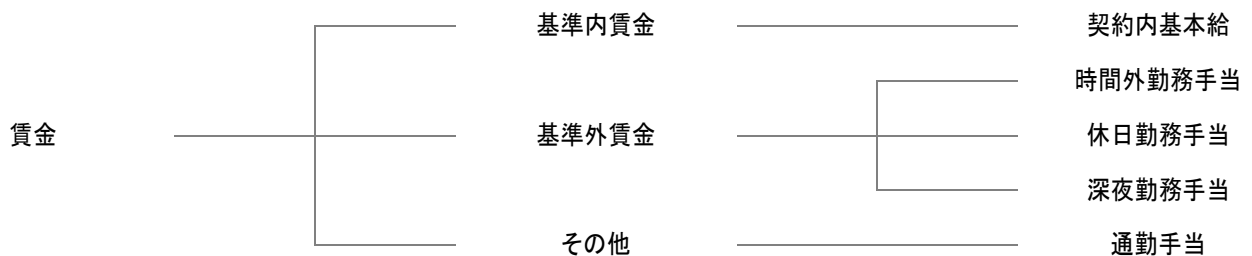 基準内賃金 契約内基本給
時間外勤務手当
賃金 基準外賃金 休日勤務手当
深夜勤務手当
その他 通勤手当